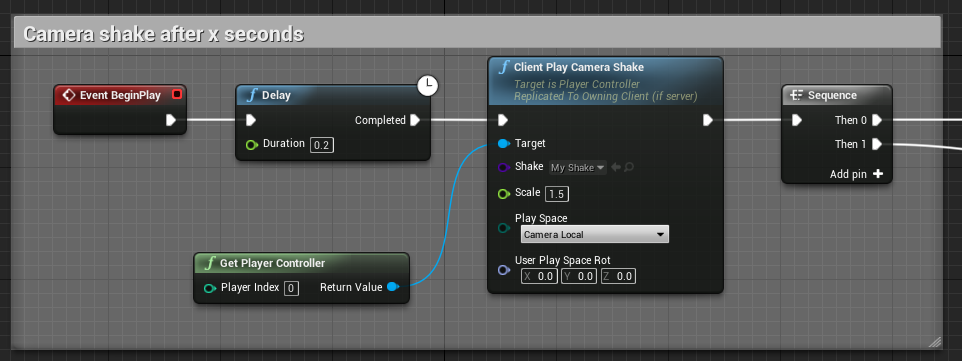 Camera shake after x seconds
Event BeginPlay
Delay
Completed
Duration 0.2
Client Play Camera Shake
Target is Player Controller
Replicated To Owning Client (if server)
Target
Shake My Shake
Scale 1.5
Play Space
Camera Local
User Play Space Rot
X 0.0 Y 0.0 Z 0.0
Sequence
Then 0
Then 1
Add pin
Get Player Controller
Player Index 0 Return Value